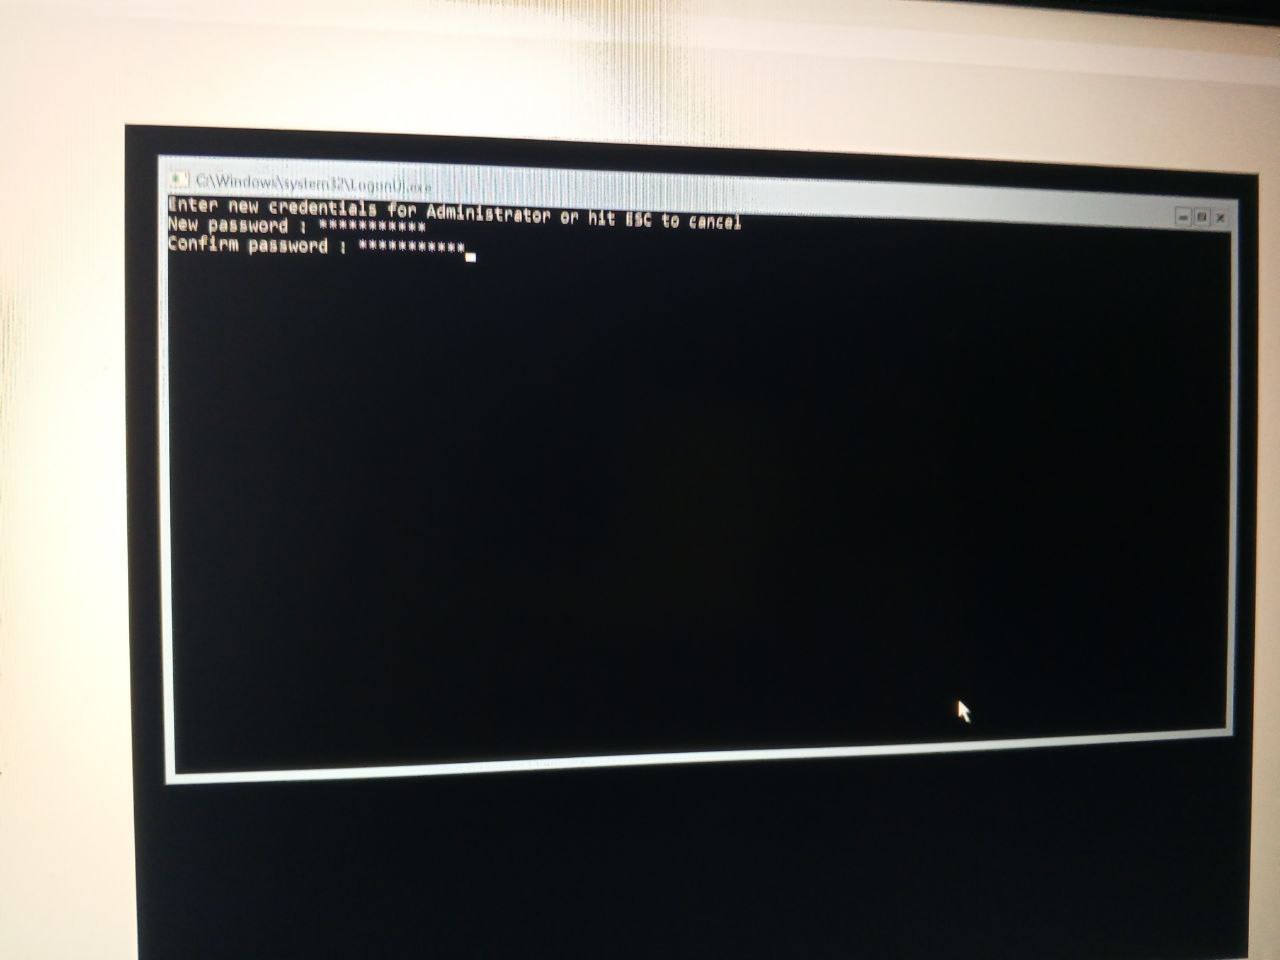 C:\Windows\system32\LogonUI.exe
Enter new credentials for Administrator or hit ESC to cancel
New password : ***********
Confirm password : ***********